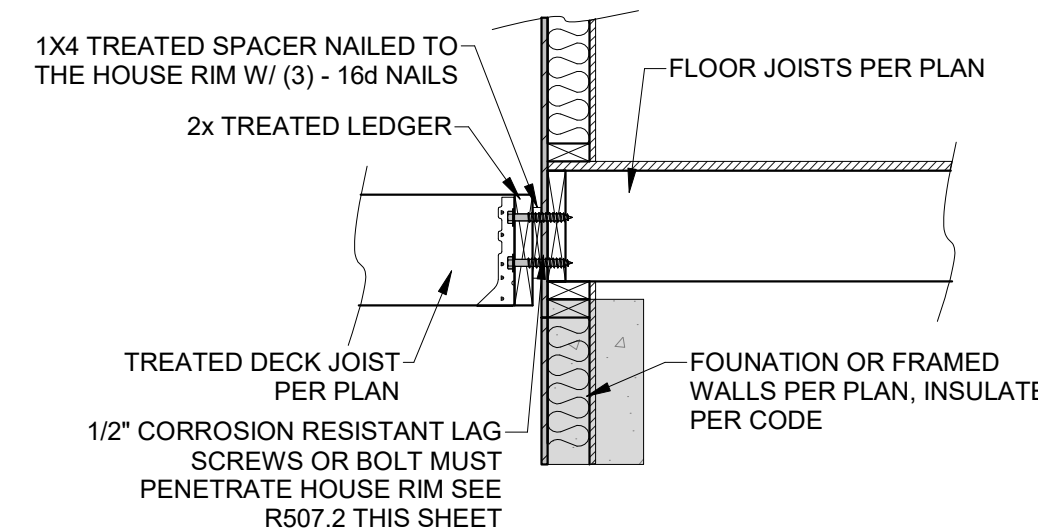 1X4 TREATED SPACER NAILED TO
THE HOUSE RIM W/ (3) - 16d NAILS
2x TREATED LEDGER
FLOOR JOISTS PER PLAN
TREATED DECK JOIST
PER PLAN
1/2" CORROSION RESISTANT LAG
SCREWS OR BOLT MUST
PENETRATE HOUSE RIM SEE
R507.2 THIS SHEET
FOUNATION OR FRAMED
WALLS PER PLAN, INSULATE
PER CODE